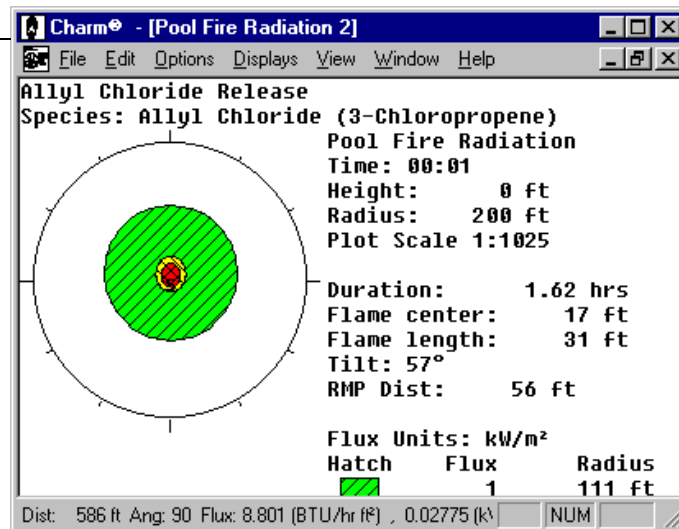 Charm® - [Pool Fire Radiation 2]
File Edit Options Displays View Window Help
Allyl Chloride Release
Species: Allyl Chloride (3-Chloropropene)
Pool Fire Radiation
Time: 00:01
Height: 0 ft
Radius: 200 ft
Plot Scale 1:1025
Duration: 1.62 hrs
Flame center: 17 ft
Flame length: 31 ft
Tilt: 57°
RMP Dist: 56 ft
Flux Units: kW/m²
Hatch Flux Radius
1 111 ft
Dist: 586 ft Ang: 90 Flux: 8.801 (BTU/hr ft²) , 0.02775 (k\ NUM